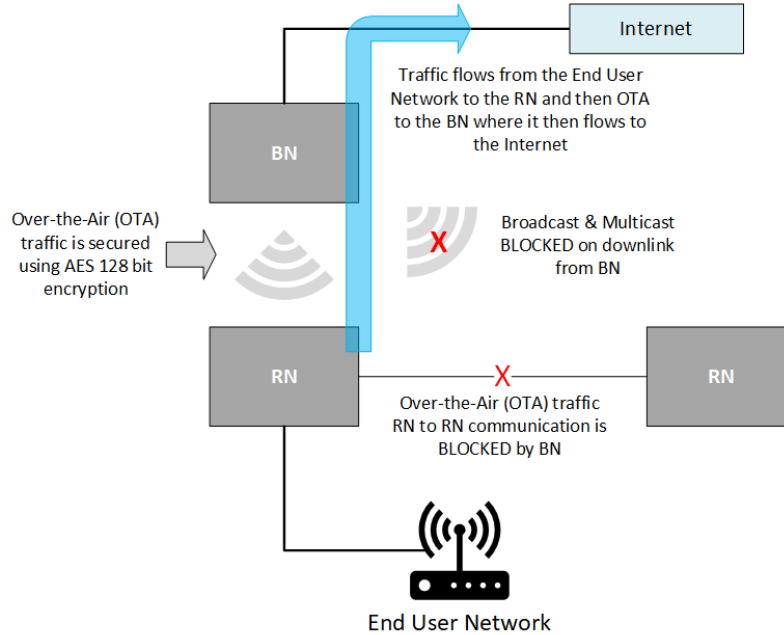 Internet
Traffic flows from the End User
Network to the RN and then OTA
to the BN where it then flows to
the Internet
BN
Over-the-Air (OTA)
traffic is secured
using AES 128 bit
encryption
X
Broadcast & Multicast
BLOCKED on downlink
from BN
RN
X
RN
Over-the-Air (OTA) traffic
RN to RN communication is
BLOCKED by BN
End User Network